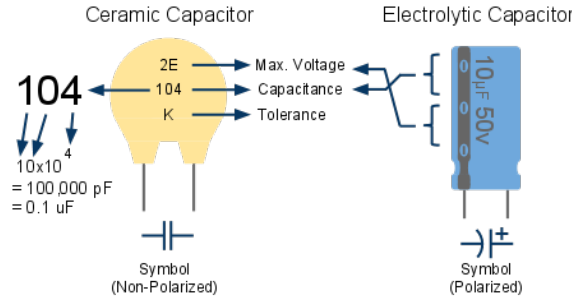 Ceramic Capacitor
Electrolytic Capacitor
2E
Max. Voltage
104
104
Capacitance
K
Tolerance
10x10 4
= 100,000 pF
= 0.1 uF
10µF 50v
+
Symbol
(Non-Polarized)
Symbol
(Polarized)